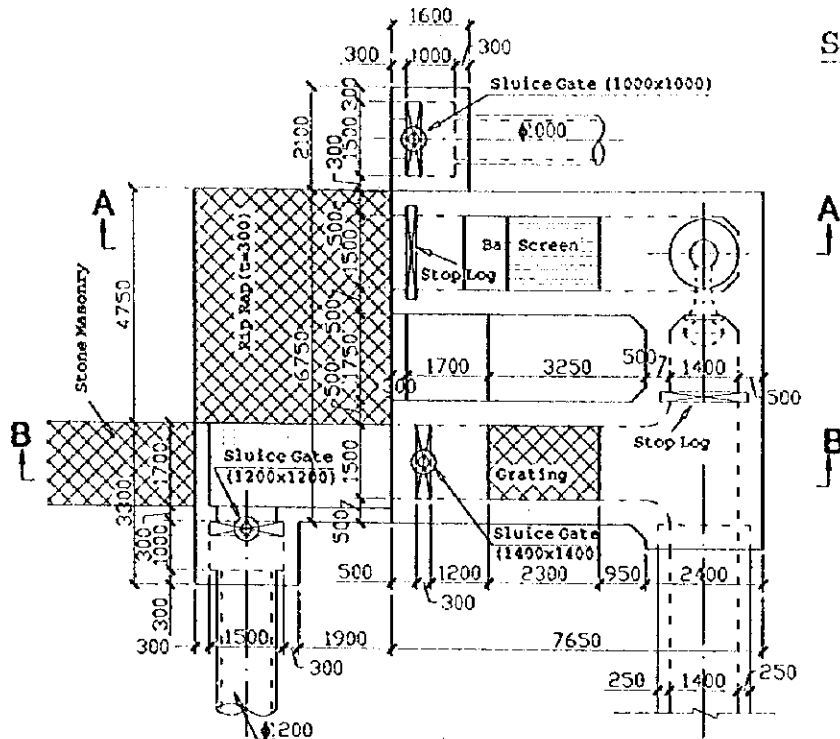 1600
300
1000
300
S
Sluice Gate (1000x1000)
300
1500
300
2100
ϕ1000
A
A
500
1500
Bar Screen
Stop Log
Rip Rap(t=300)
4750
Stone Masonry
6750
500
500
1750
1700
3250
500
1400
500
Stop Log
B
B
1700
3300
Sluice Gate
(1200x1200)
1500
Grating
Sluice Gate
(1400x1400)
500
300
1000
500
1200
2300
950
2400
300
300
300
1500
1900
300
7650
250
1400
250
ϕ1200